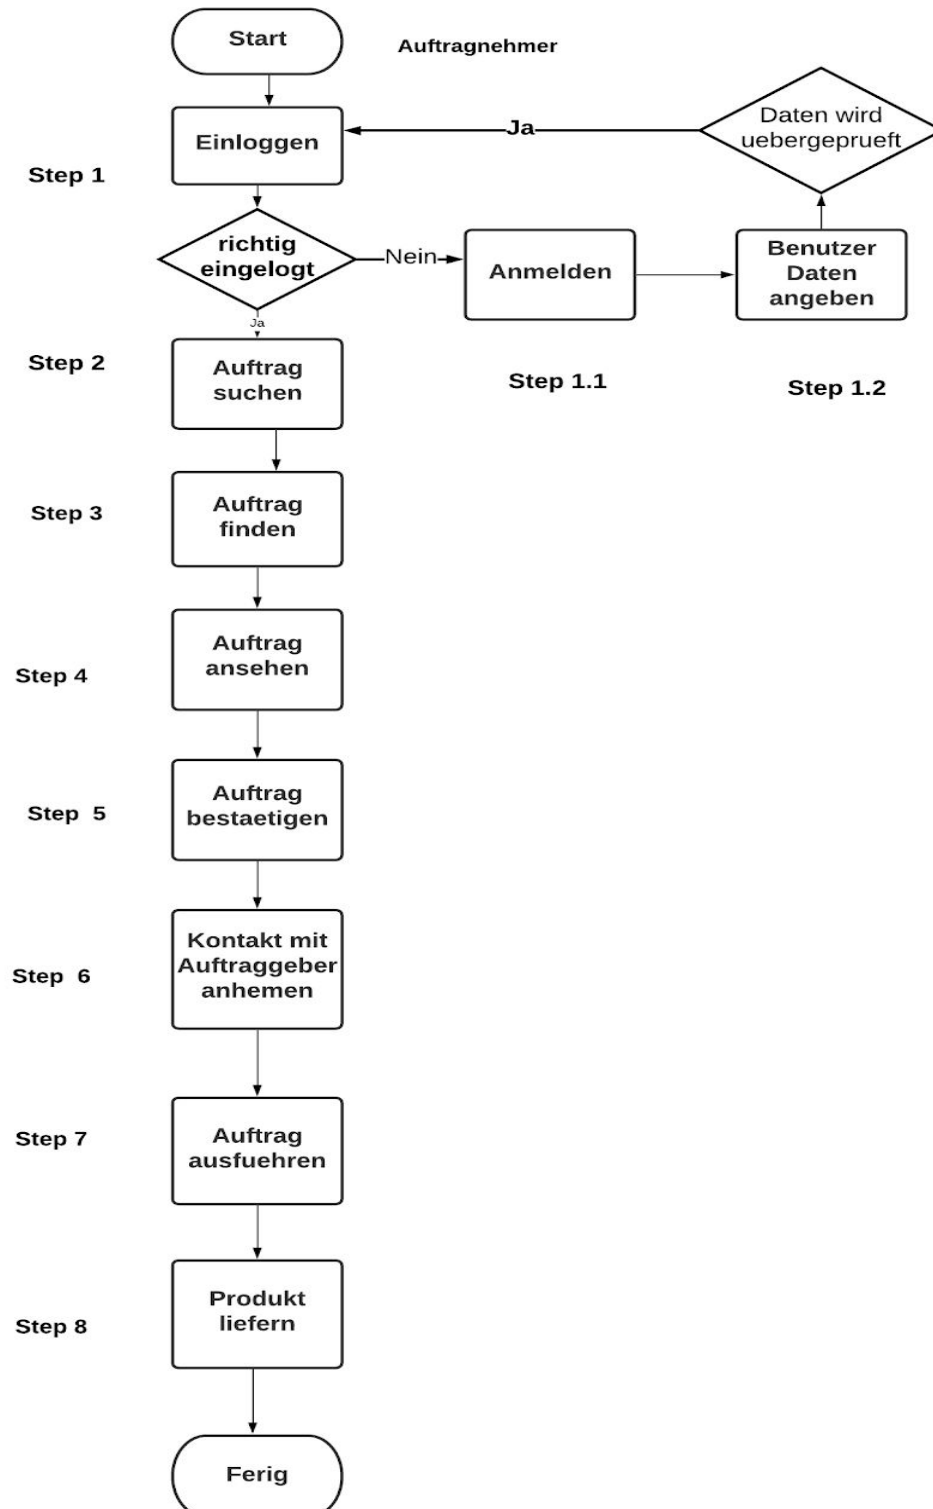 Start
Auftragnehmer
Daten wird
uebergeprueft
Ja
Einloggen
Step 1
richtig
eingelogt
Nein
Anmelden
Benutzer
Daten
angeben
Ja
Step 2
Auftrag
suchen
Step 1.1
Step 1.2
Step 3
Auftrag
finden
Step 4
Auftrag
ansehen
Step 5
Auftrag
bestaetigen
Step 6
Kontakt mit
Auftraggeber
anhemen
Step 7
Auftrag
ausfuehren
Step 8
Produkt
liefern
Ferig